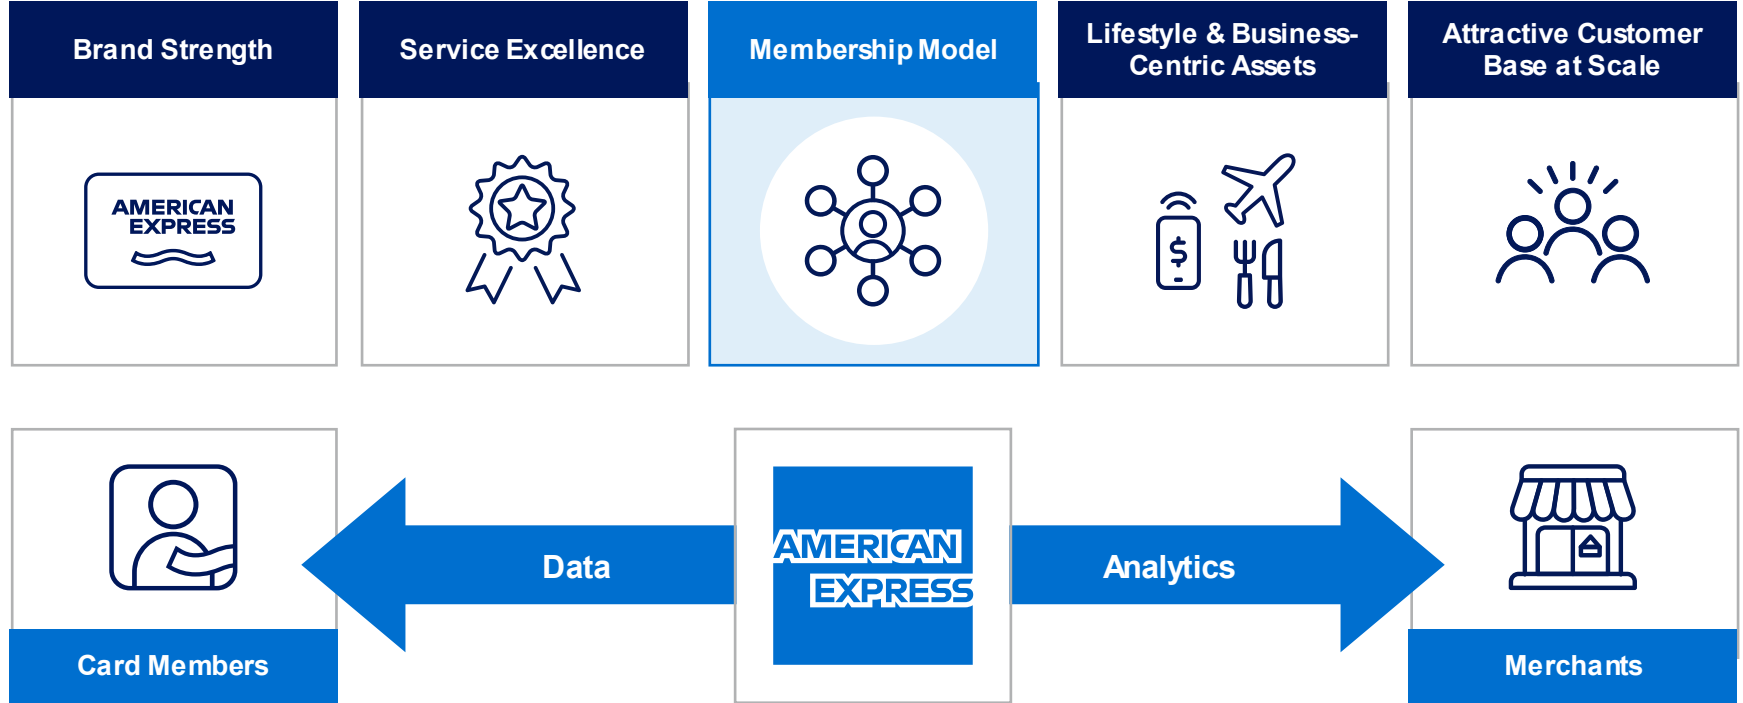 Brand Strength
Service Excellence
Membership Model
Lifestyle & Business-
Centric Assets
Attractive Customer
Base at Scale
AMERICAN
EXPRESS
$
Data
AMERICAN
EXPRESS
Analytics
Card Members
Merchants